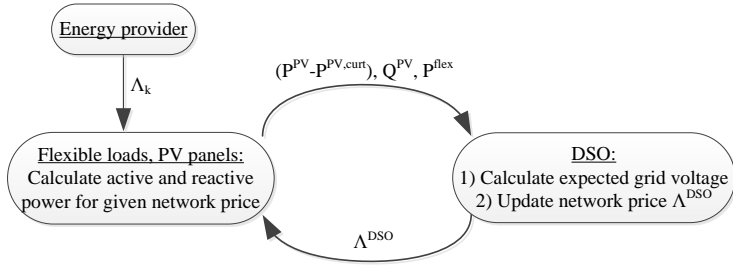 Energy provider
Λk
(P^PV-P^PV,curt), Q^PV, P^flex
Flexible loads, PV panels:
Calculate active and reactive
power for given network price
DSO:
1) Calculate expected grid voltage
2) Update network price Λ^DSO
Λ^DSO